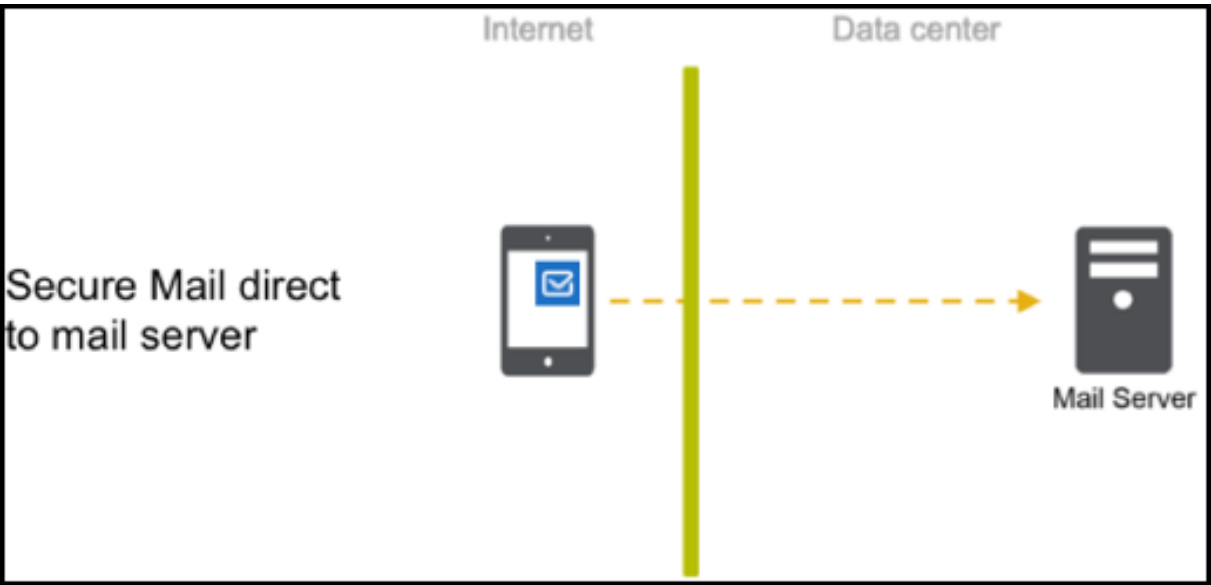 Internet
Data center
Secure Mail direct
to mail server
Mail Server